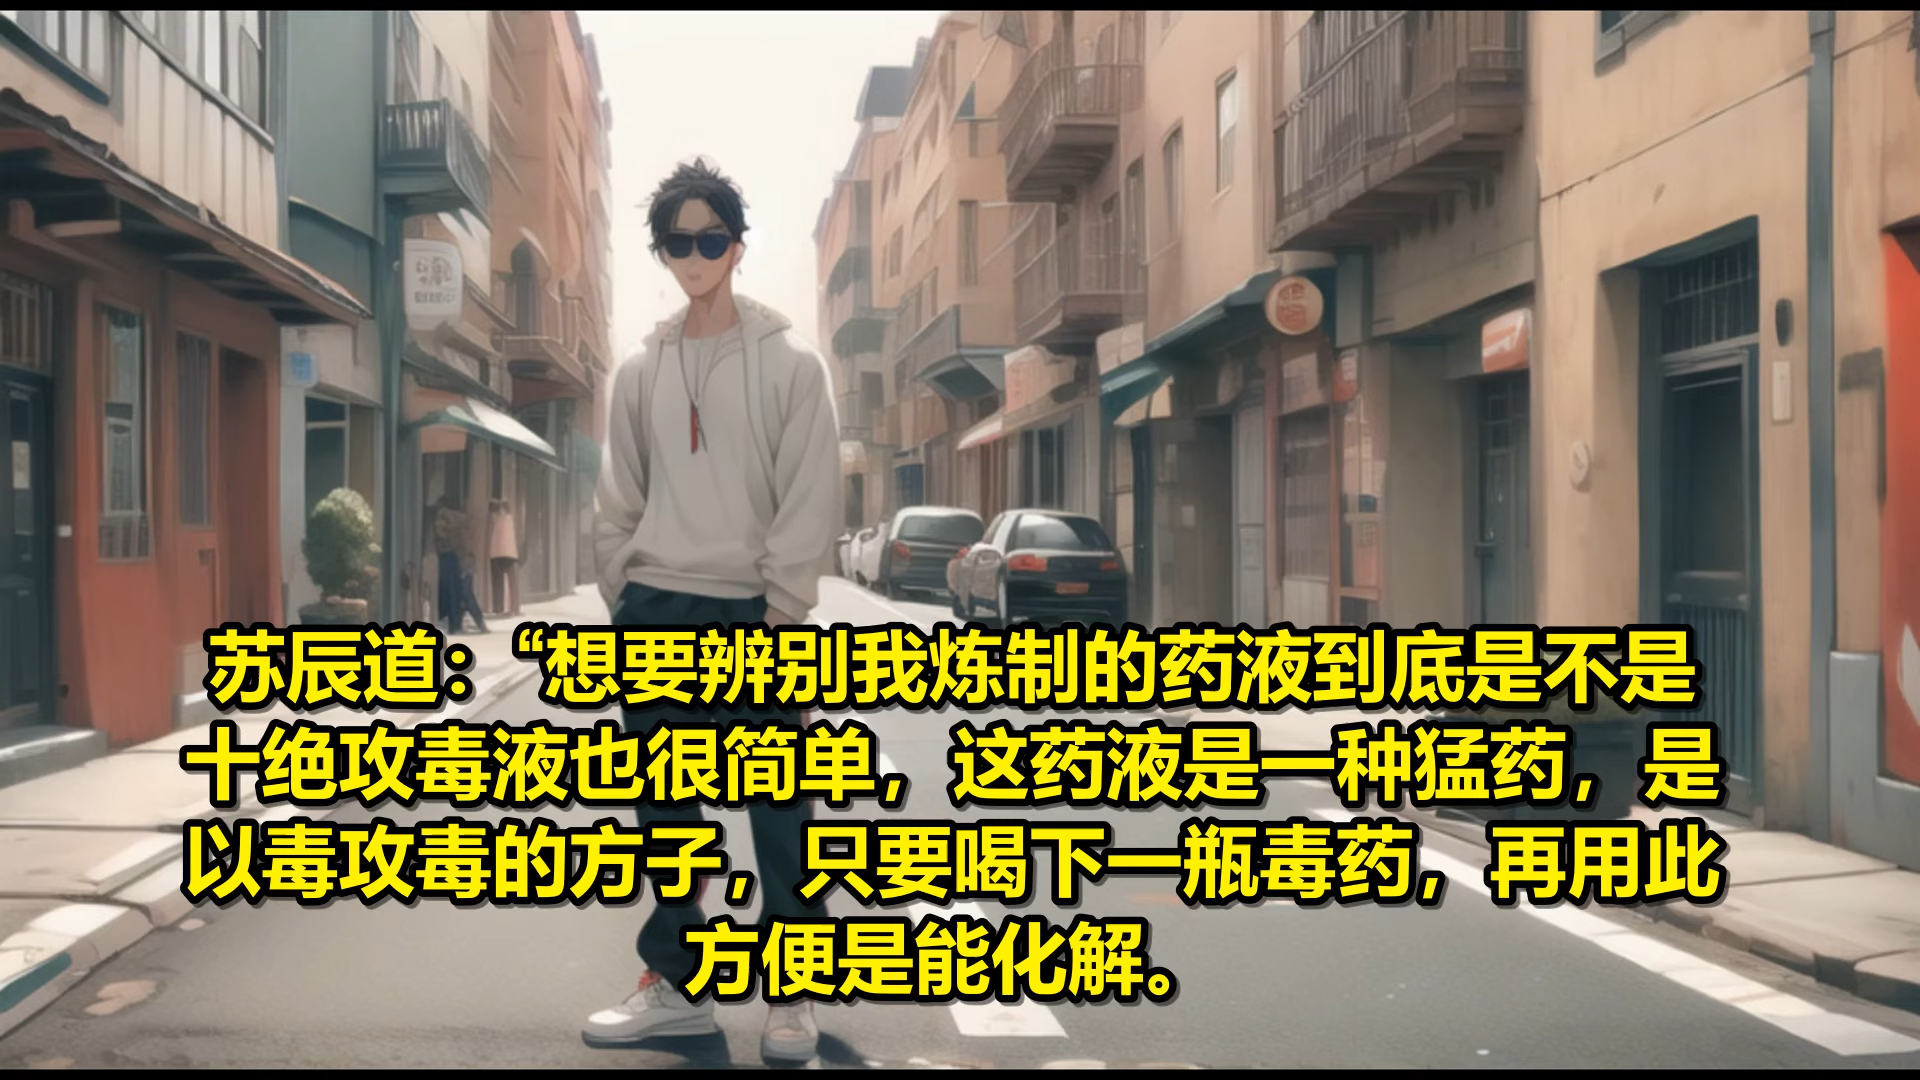 苏辰道：“想要辨别我炼制的药液到底是不是
十绝攻毒液也很简单，这药液是一种猛药，是
以毒攻毒的方子，只要喝下一瓶毒药，再用此
方便是能化解。